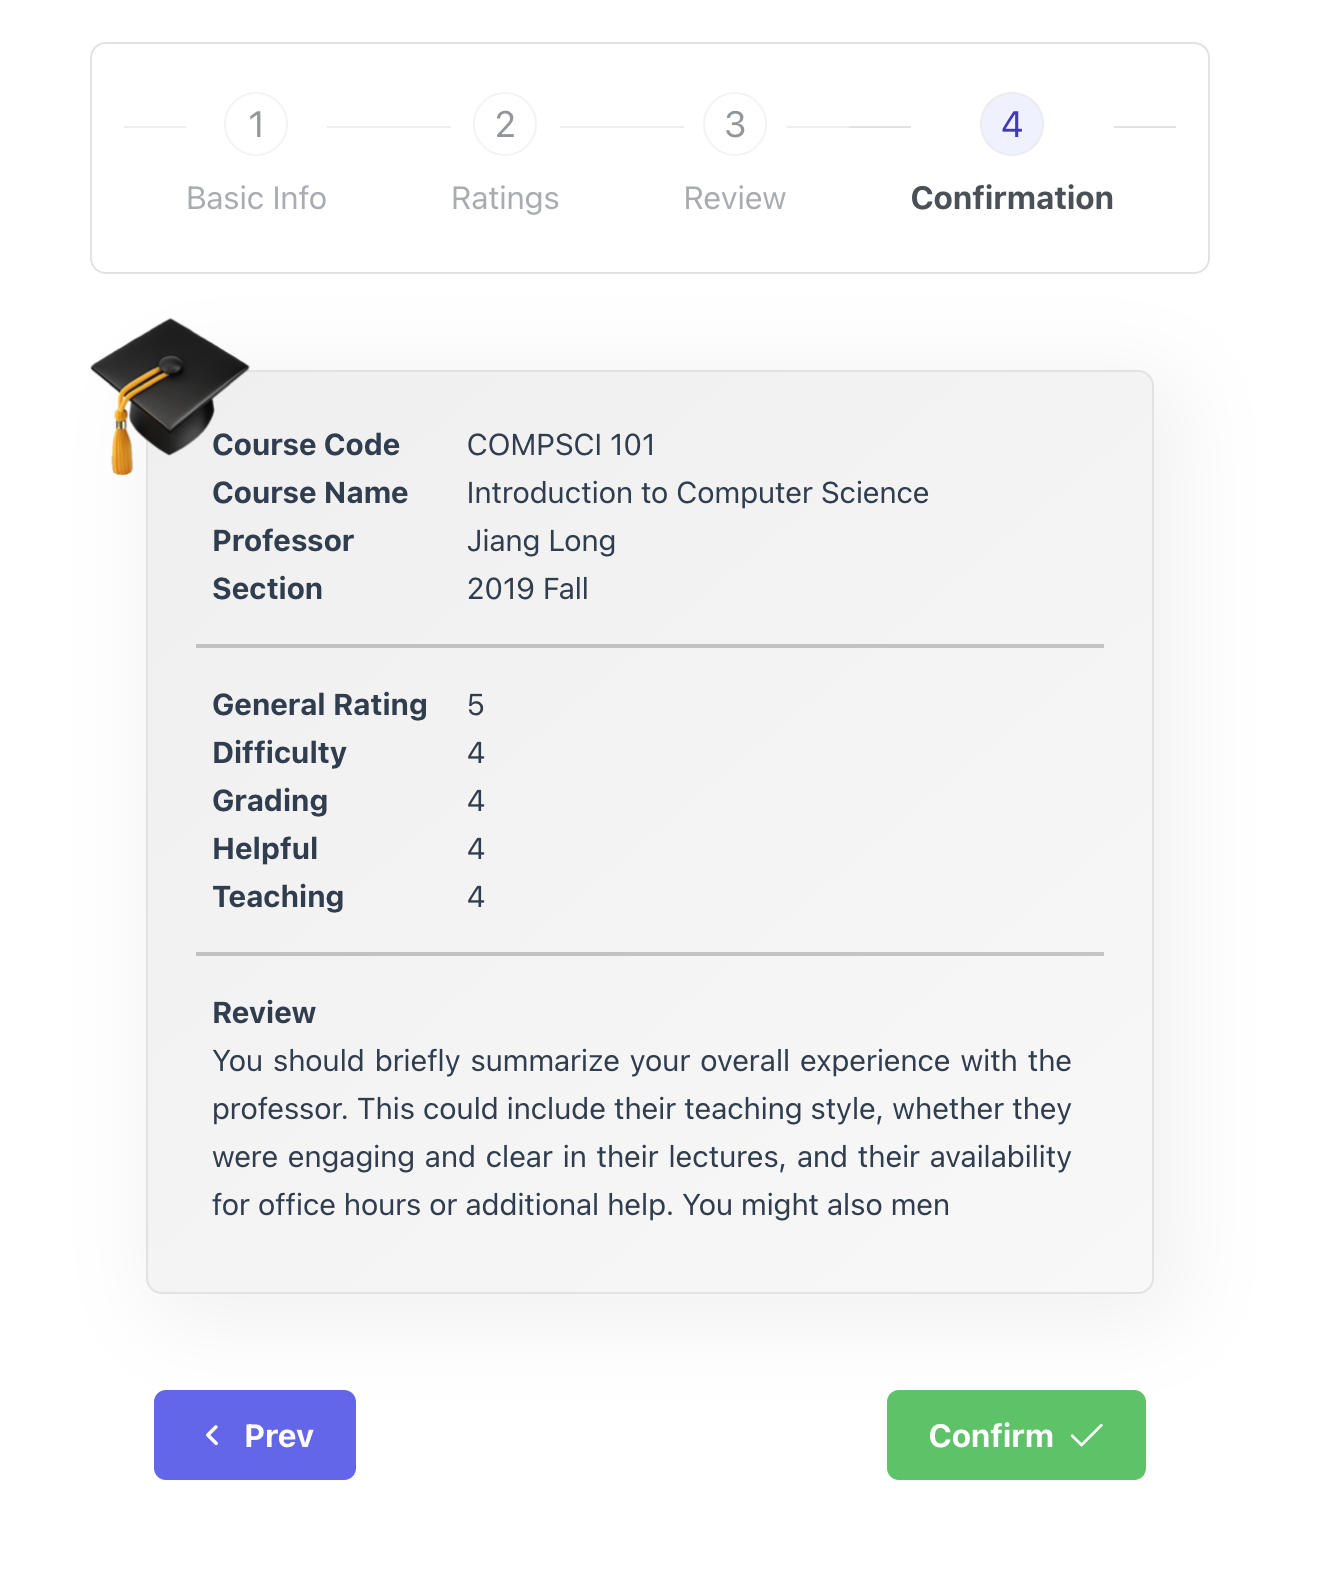 1 2 3 4
Basic Info Ratings Review Confirmation
Course Code COMPSCI 101
Course Name Introduction to Computer Science
Professor Jiang Long
Section 2019 Fall
General Rating 5
Difficulty 4
Grading 4
Helpful 4
Teaching 4
Review
You should briefly summarize your overall experience with the
professor. This could include their teaching style, whether they
were engaging and clear in their lectures, and their availability
for office hours or additional help. You might also men
Prev Confirm